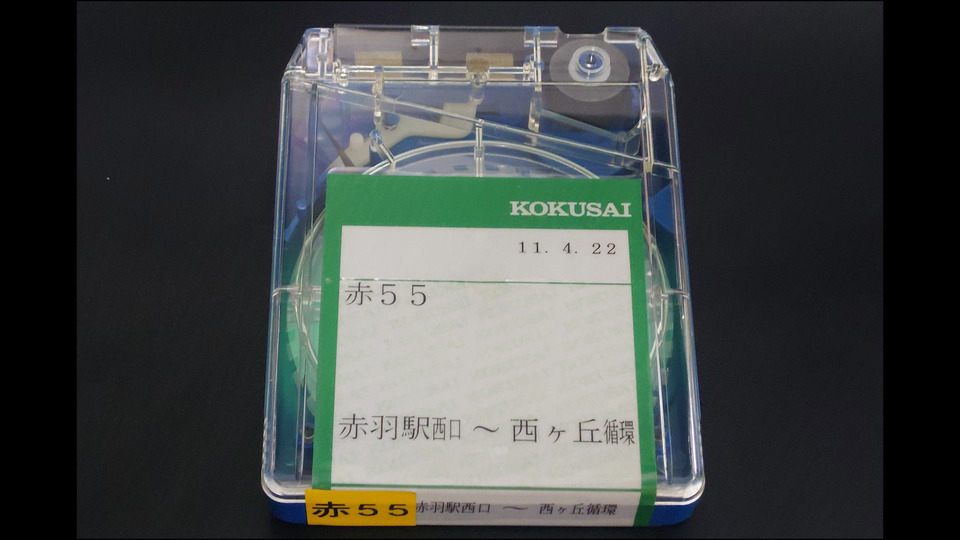 KOKUSAI
11. 4. 22
赤55
赤羽駅西口 ～ 西ヶ丘循環
赤55 赤羽駅西口 ～ 西ヶ丘循環